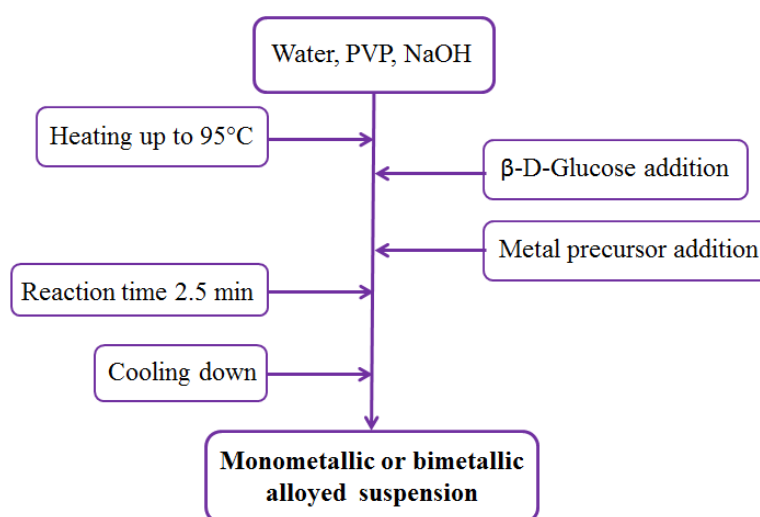 Water, PVP, NaOH
Heating up to 95°C
β-D-Glucose addition
Metal precursor addition
Reaction time 2.5 min
Cooling down
Monometallic or bimetallic
alloyed suspension